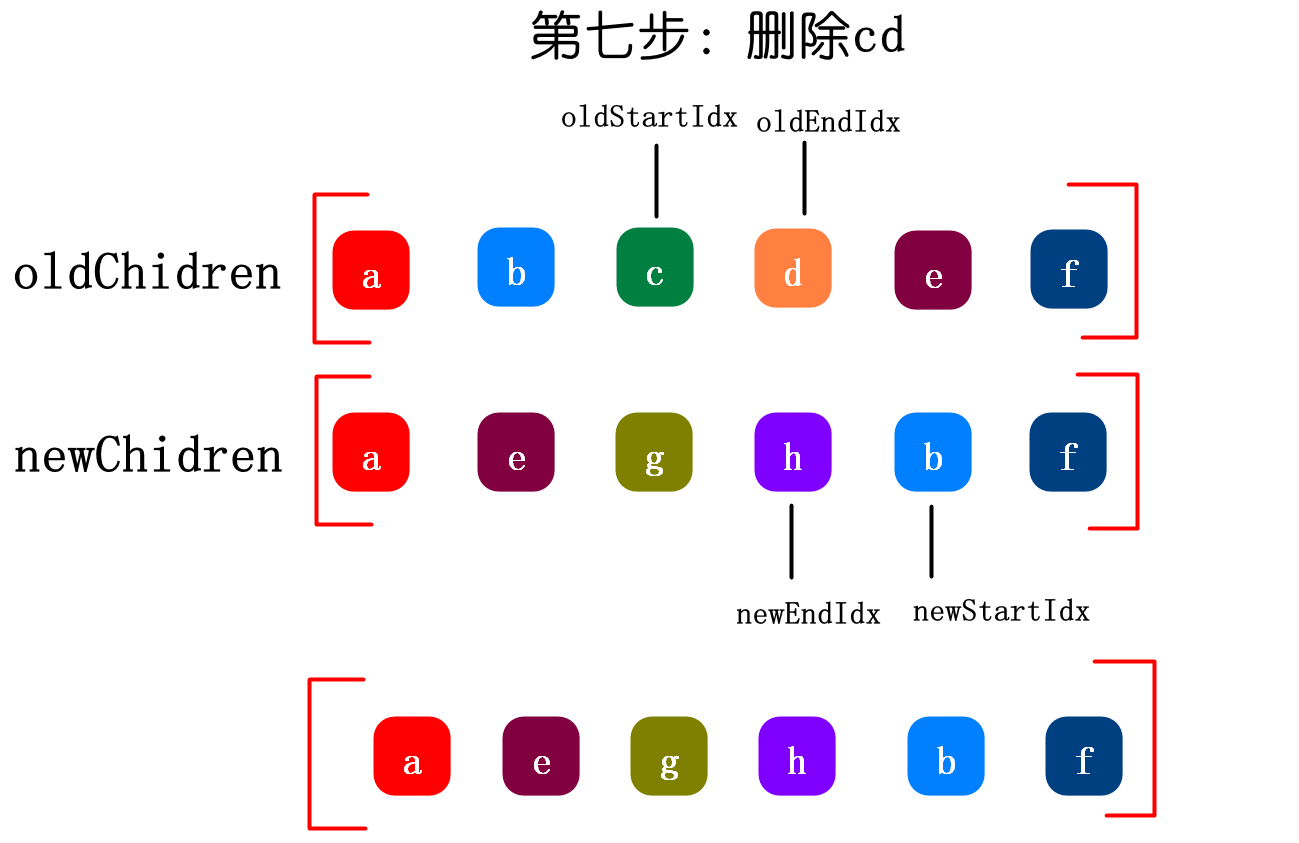 第七步：删除cd
oldStartIdx oldEndIdx
oldChidren a b c d e f
newChidren a e g h b f
newEndIdx newStartIdx
a e g h b f